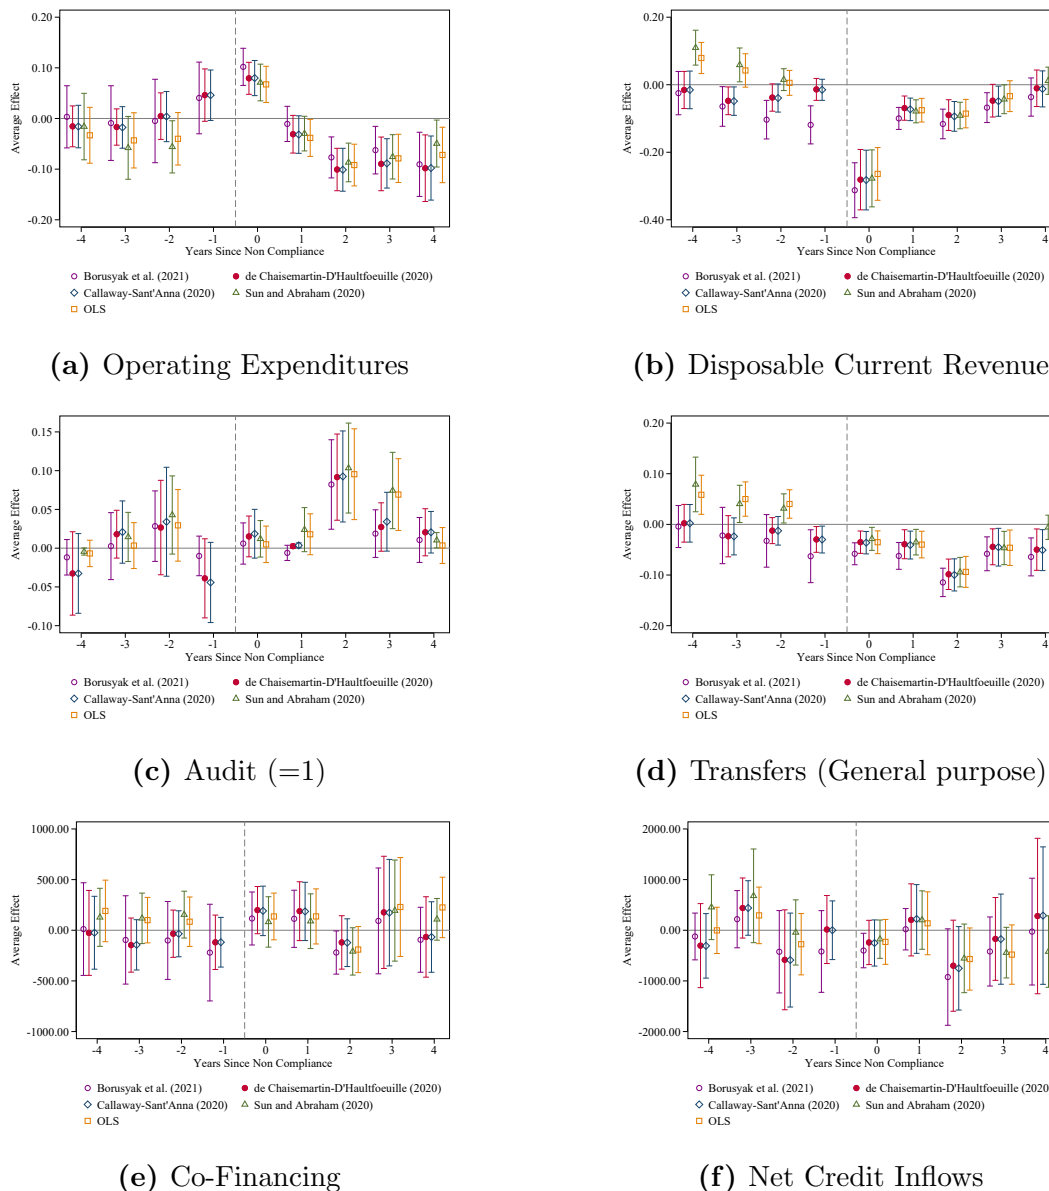 0.20
0.10
0.00
-0.10
-0.20
Average Effect
-4 -3 -2 -1 0 1 2 3 4
Years Since Non Compliance
Borusyak et al. (2021) de Chaisemartin-D'Haultfoeuille (2020)
Callaway-Sant'Anna (2020) Sun and Abraham (2020)
OLS
(a) Operating Expenditures
0.20
0.00
-0.20
-0.40
Average Effect
-4 -3 -2 -1 0 1 2 3 4
Years Since Non Compliance
Borusyak et al. (2021) de Chaisemartin-D'Haultfoeuille (2020)
Callaway-Sant'Anna (2020) Sun and Abraham (2020)
OLS
(b) Disposable Current Revenue
0.15
0.10
0.05
0.00
-0.05
-0.10
Average Effect
-4 -3 -2 -1 0 1 2 3 4
Years Since Non Compliance
Borusyak et al. (2021) de Chaisemartin-D'Haultfoeuille (2020)
Callaway-Sant'Anna (2020) Sun and Abraham (2020)
OLS
(c) Audit (=1)
0.20
0.10
0.00
-0.10
-0.20
Average Effect
-4 -3 -2 -1 0 1 2 3 4
Years Since Non Compliance
Borusyak et al. (2021) de Chaisemartin-D'Haultfoeuille (2020)
Callaway-Sant'Anna (2020) Sun and Abraham (2020)
OLS
(d) Transfers (General purpose)
1000.00
500.00
0.00
-500.00
-1000.00
Average Effect
-4 -3 -2 -1 0 1 2 3 4
Years Since Non Compliance
Borusyak et al. (2021) de Chaisemartin-D'Haultfoeuille (2020)
Callaway-Sant'Anna (2020) Sun and Abraham (2020)
OLS
(e) Co-Financing
2000.00
1000.00
0.00
-1000.00
-2000.00
Average Effect
-4 -3 -2 -1 0 1 2 3 4
Years Since Non Compliance
Borusyak et al. (2021) de Chaisemartin-D'Haultfoeuille (2020
Callaway-Sant'Anna (2020) Sun and Abraham (2020)
OLS
(f) Net Credit Inflows